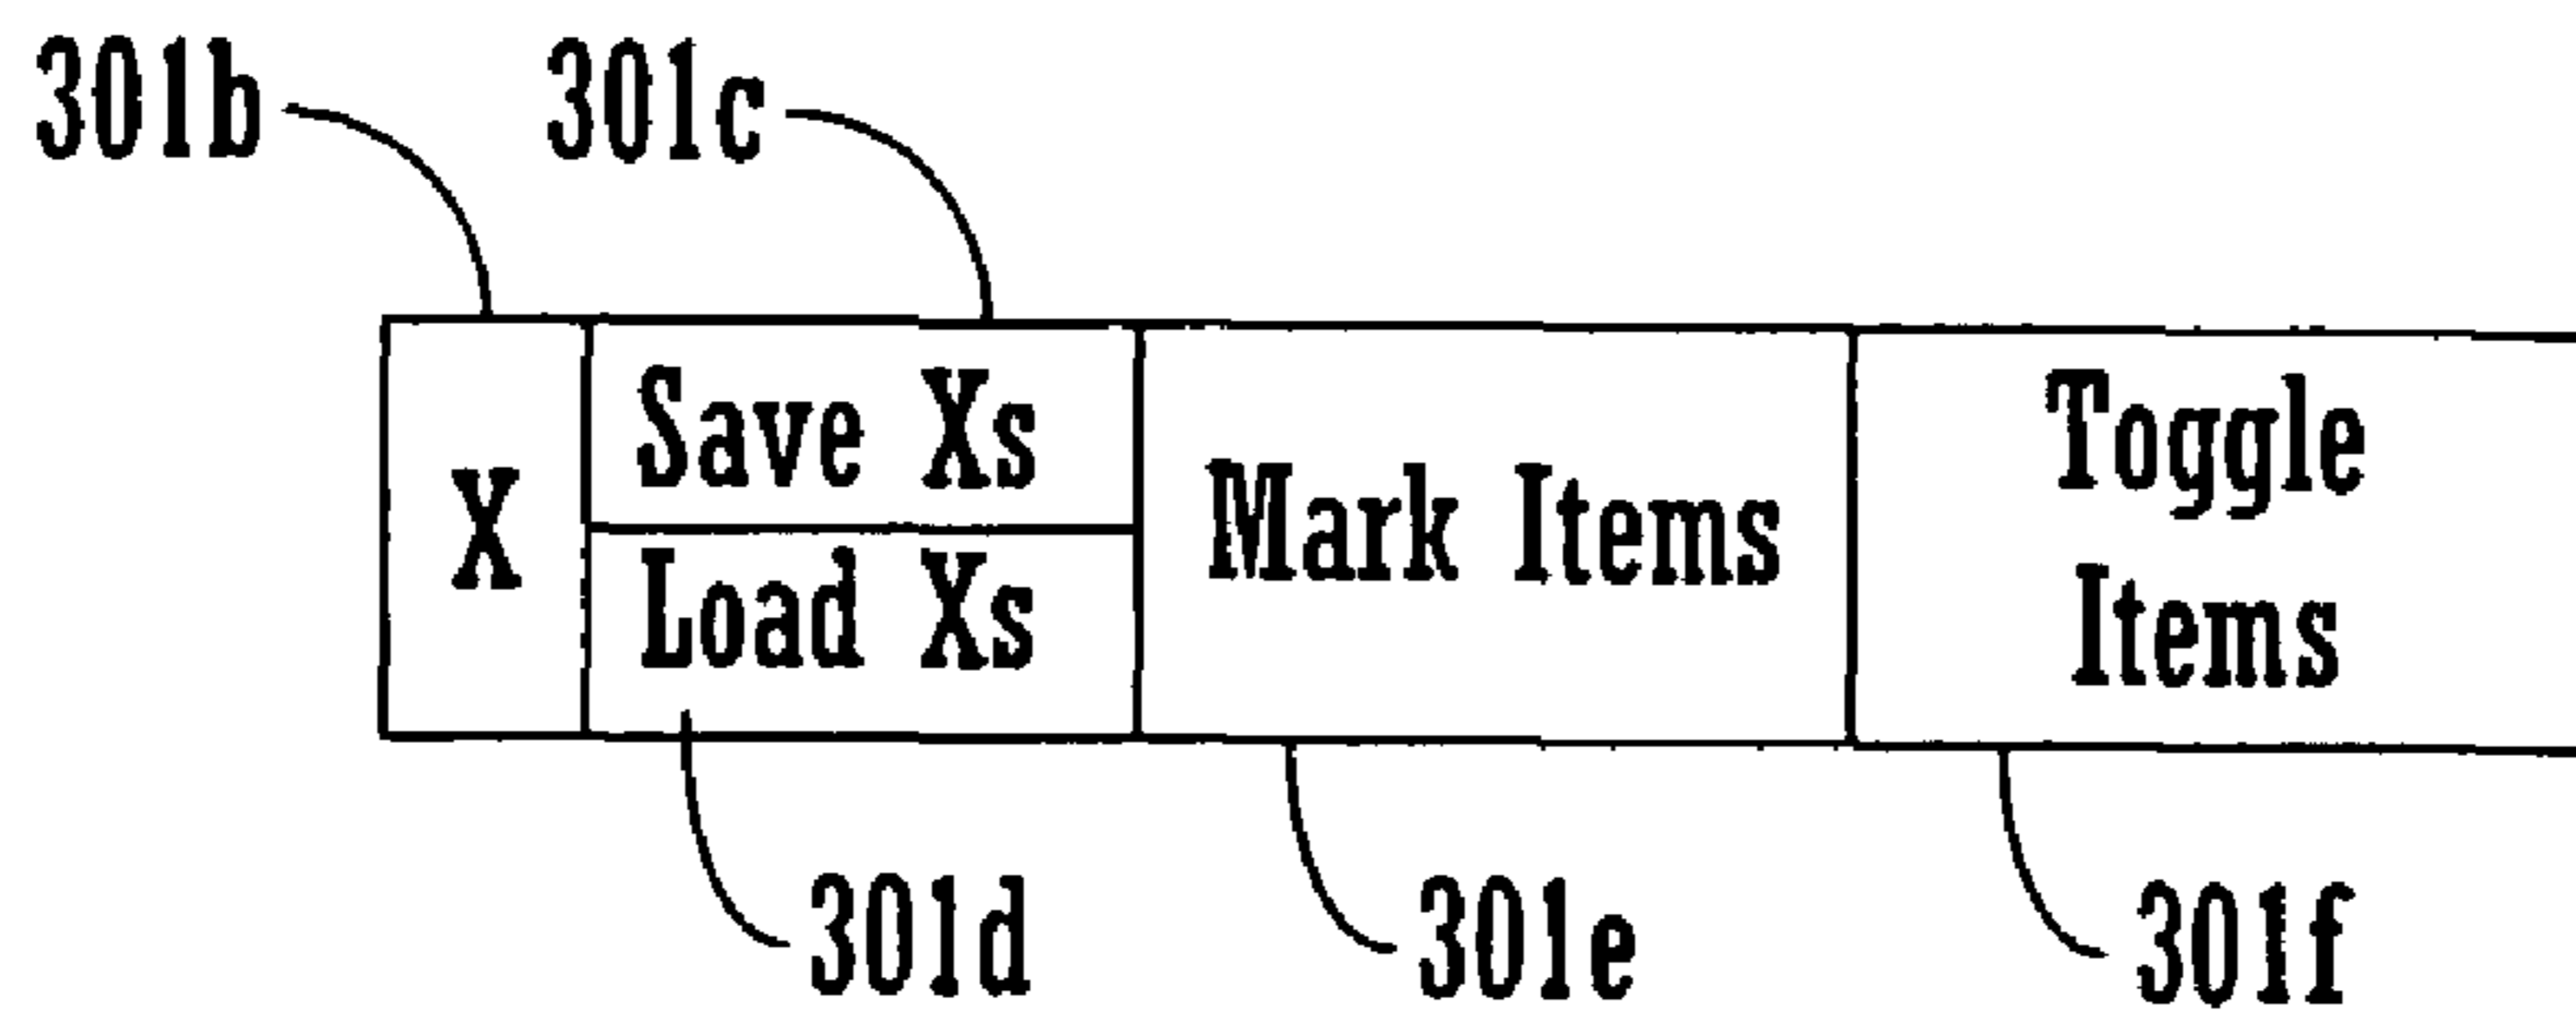 301b 301c
X
Save Xs
Load Xs
Mark Items
Toggle
Items
301d 301e 301f